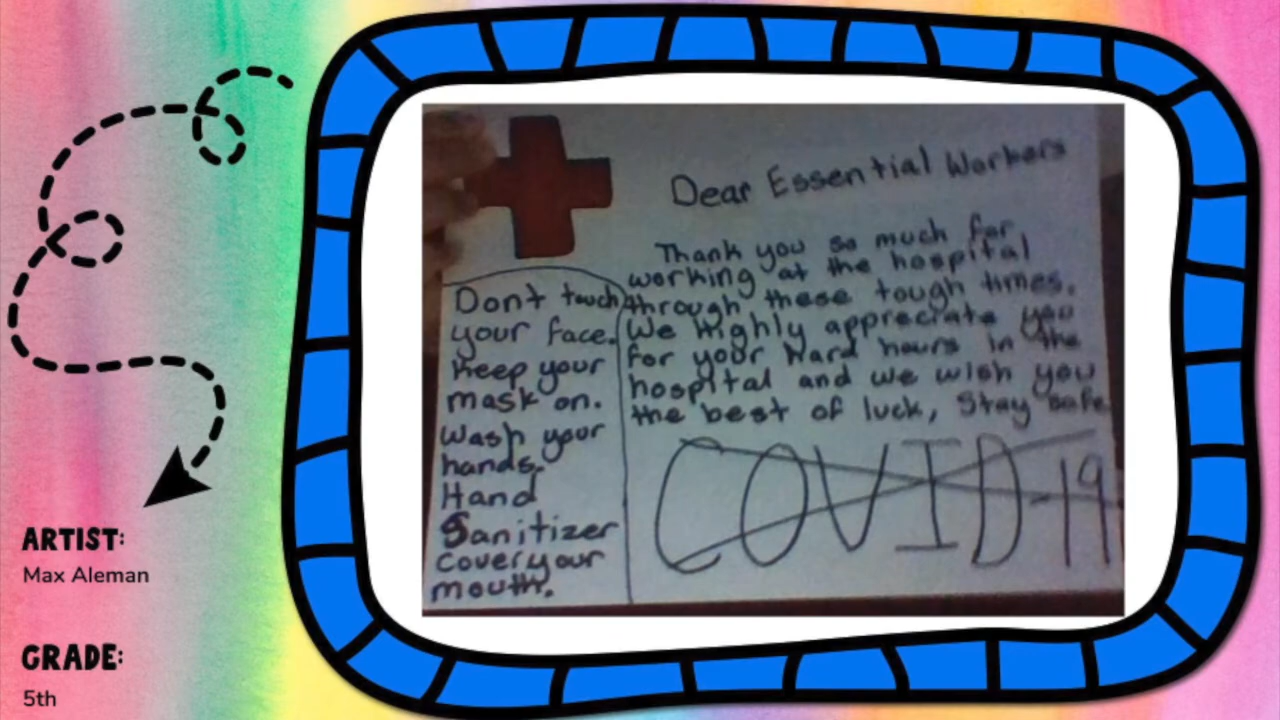 Dear Essential Workers
Thank you so much for
working at the hospital
through these tough times.
We Highly appreciate you
for your hard hours in the
hospital and we wish you
the best of luck, Stay safe
COVID-19
Don't touch
your face.
Keep your
mask on.
Wash your
hands.
Hand
Sanitizer
cover your
mouth.
ARTIST:
Max Aleman
GRADE:
5th